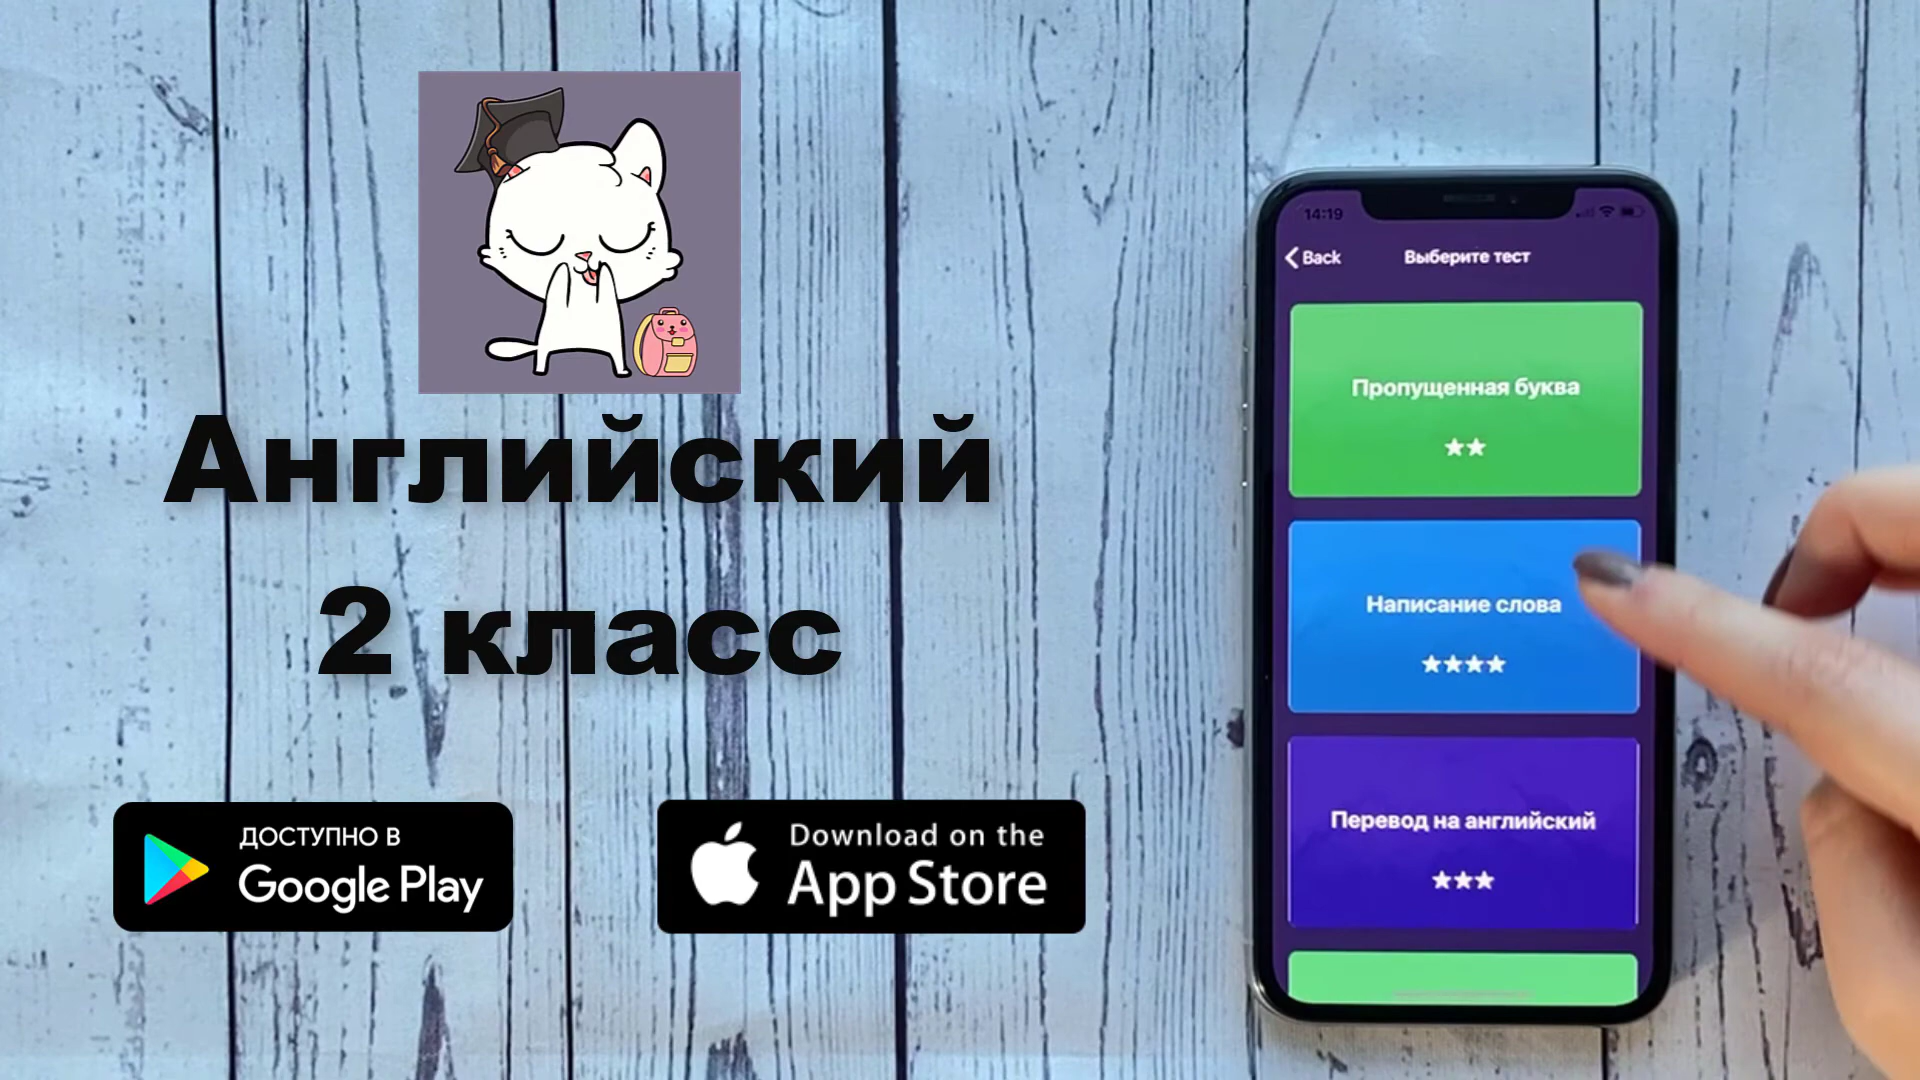 Английский
2 класс
ДОСТУПНО В
Google Play
Download on the
App Store
14:19
Back
Выберите тест
Пропущенная буква
Написание слова
Перевод на английский